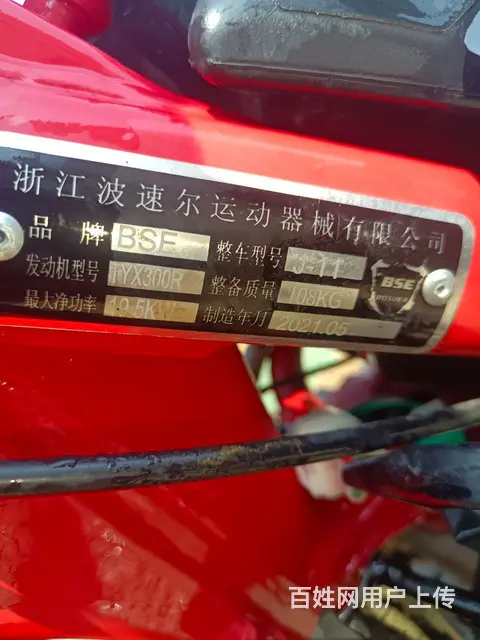 浙江波速尔运动器械有限公司
品牌 BSE 整车型号 J-11
发动机型号 TYX300R 整备质量 108KG
最大净功率 19.5K 制造年月 2021.05
BSE
BOSUER
百姓网用户上传